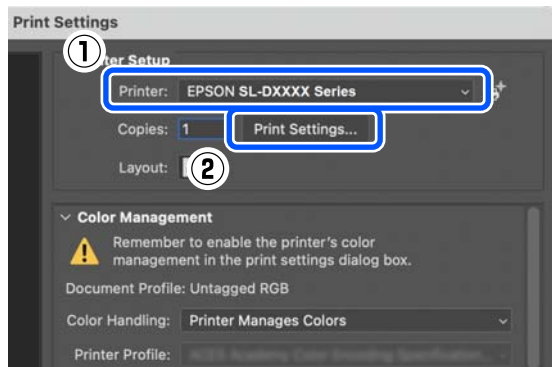 Print Settings
①
ter Setup
Printer: EPSON SL-DXXXX Series
Copies: 1 Print Settings...
Layout: ②
Color Management
Remember to enable the printer's color
management in the print settings dialog box.
Document Profile: Untagged RGB
Color Handling: Printer Manages Colors
Printer Profile: